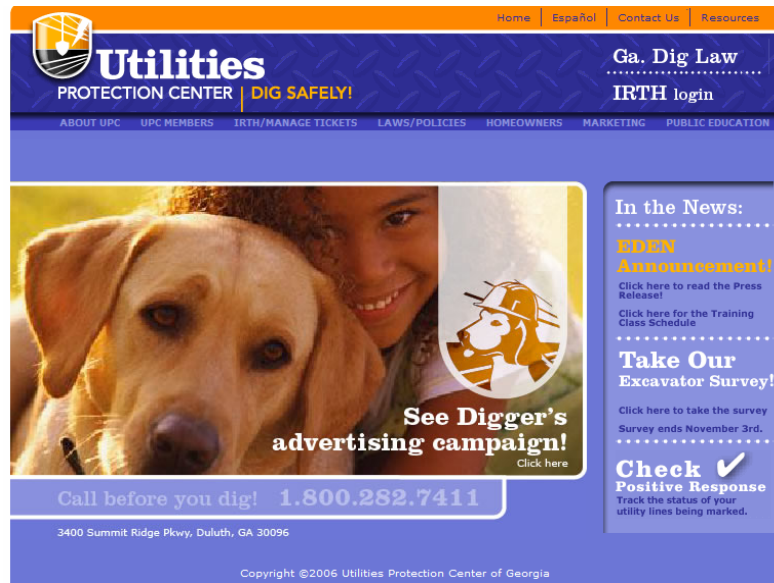 Home Español Contact Us Resources
Utilities
PROTECTION CENTER DIG SAFELY!
Ga. Dig Law
IRTH login
ABOUT UPC UPC MEMBERS IRTH/MANAGE TICKETS LAWS/POLICIES HOMEOWNERS MARKETING PUBLIC EDUCATION
See Digger's
advertising campaign!
Click here
In the News:
EDEN
Announcement!
Click here to read the Press
Release!
Click here for the Training
Class Schedule
Take Our
Excavator Survey!
Click here to take the survey
Survey ends November 3rd.
Check
Positive Response
Track the status of your
utility lines being marked.
Call before you dig! 1.800.282.7411
3400 Summit Ridge Pkwy, Duluth, GA 30096
Copyright ©2006 Utilities Protection Center of Georgia